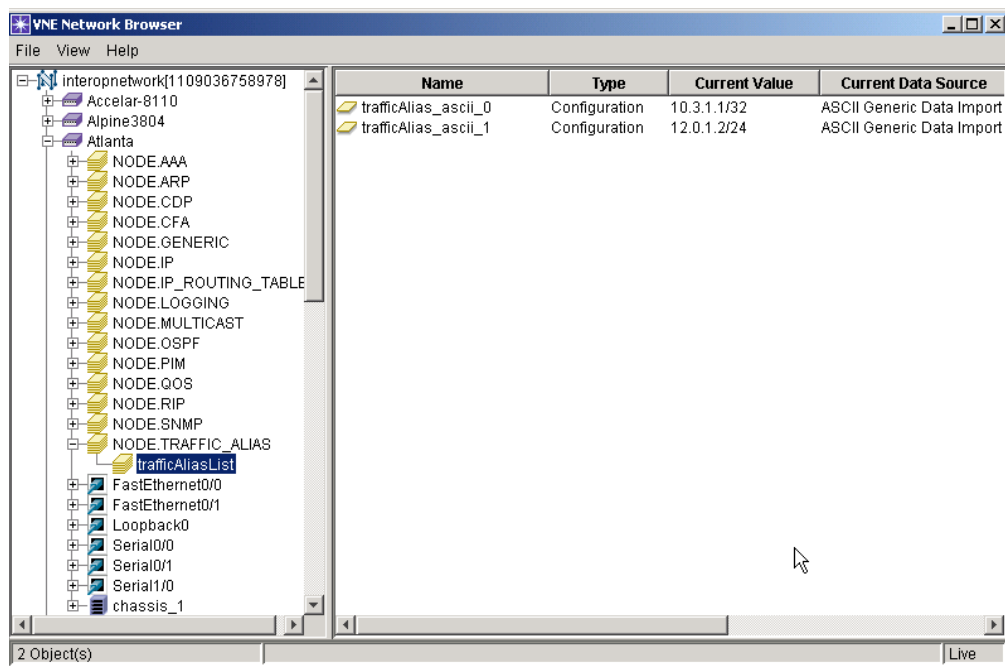 VNE Network Browser
File View Help
interopnetwork[1109036758978]
Accelar-8110
Alpine3804
Atlanta
NODE.AAA
NODE.ARP
NODE.CDP
NODE.CFA
NODE.GENERIC
NODE.IP
NODE.IP_ROUTING_TABLE
NODE.LOGGING
NODE.MULTICAST
NODE.OSPF
NODE.PIM
NODE.QOS
NODE.RIP
NODE.SNMP
NODE.TRAFFIC_ALIAS
trafficAliasList
FastEthernet0/0
FastEthernet0/1
Loopback0
Serial0/0
Serial0/1
Serial1/0
chassis_1
Name Type Current Value Current Data Source
trafficAlias_ascii_0 Configuration 10.3.1.1/32 ASCII Generic Data Import
trafficAlias_ascii_1 Configuration 12.0.1.2/24 ASCII Generic Data Import
2 Object(s) Live